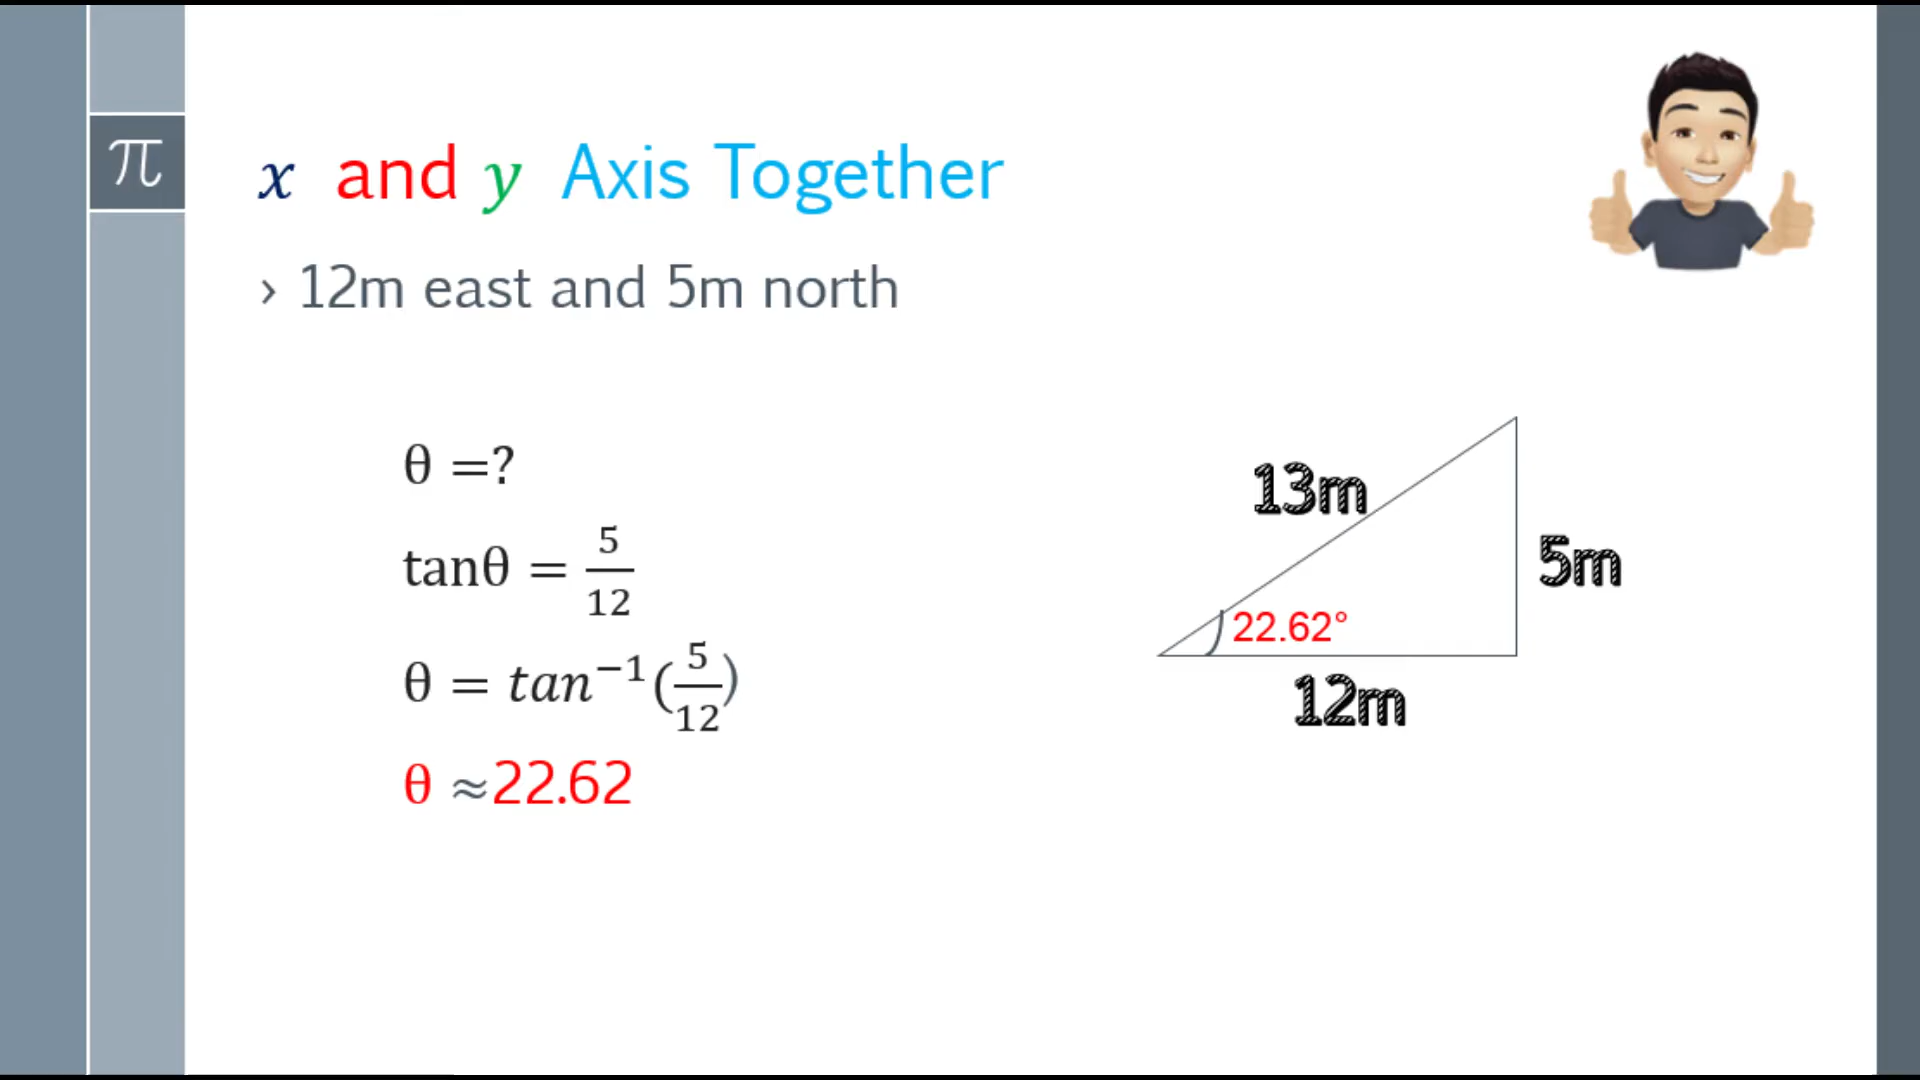 π
x and y Axis Together
› 12m east and 5m north
θ =?
tanθ = 5/12
θ = tan⁻¹(5/12)
θ ≈22.62
13m
5m
22.62°
12m